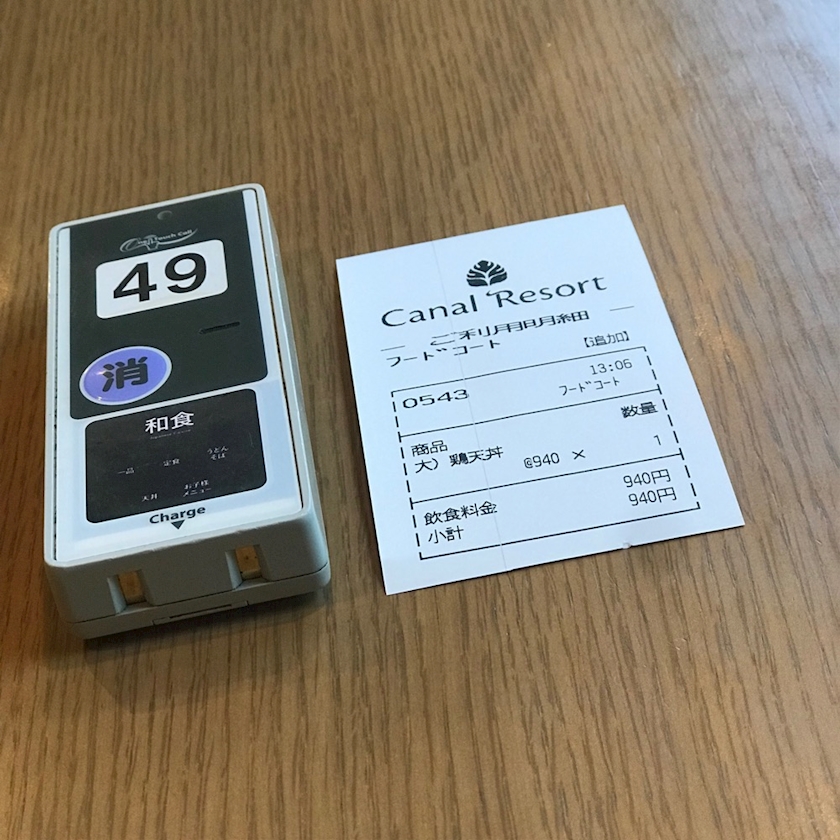 Touch Call
49
消
和食
一品 定食 うどん
そば
天丼 お子様
メニュー
Charge
Canal Resort
ご利用明細
フードコート 【追加】
0543 13:06
フードコート
商品 数量
大）鶏天丼 @940 × 1
飲食料金 940円
小計 940円